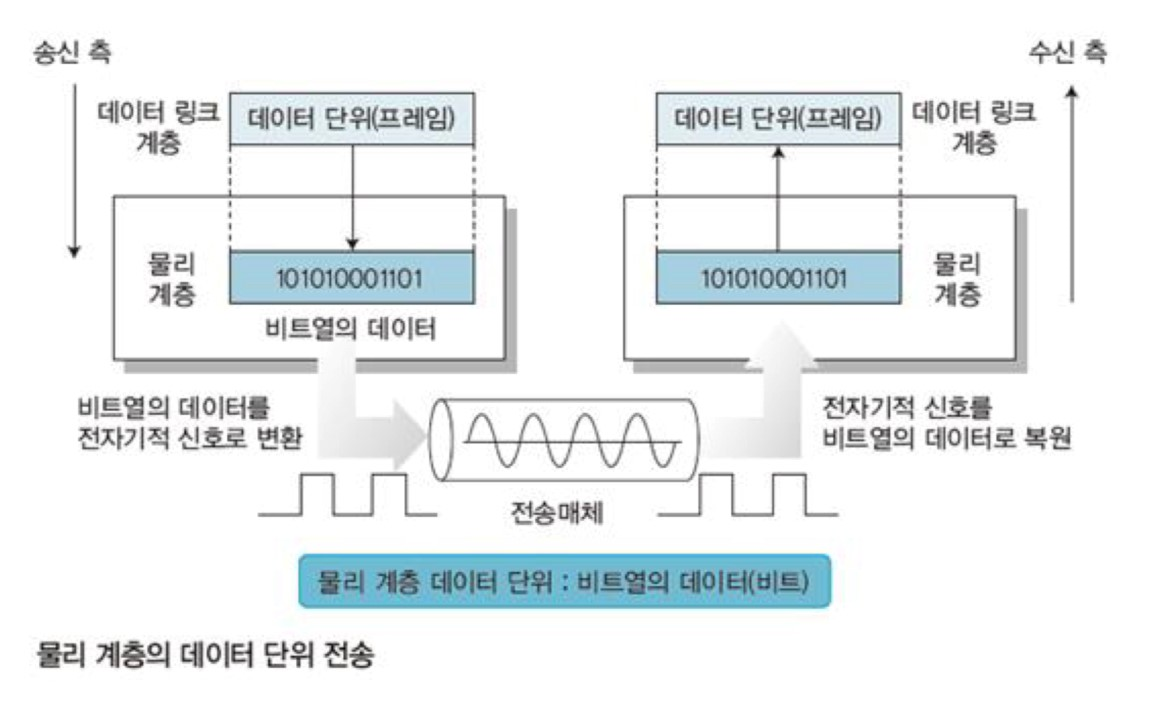 송신 측
수신 측
데이터 링크
계층
데이터 단위(프레임)
데이터 단위(프레임)
데이터 링크
계층
물리
계층
101010001101
비트열의 데이터
101010001101
물리
계층
비트열의 데이터를
전자기적 신호로 변환
전자기적 신호를
비트열의 데이터로 복원
전송매체
물리 계층 데이터 단위 : 비트열의 데이터(비트)
물리 계층의 데이터 단위 전송